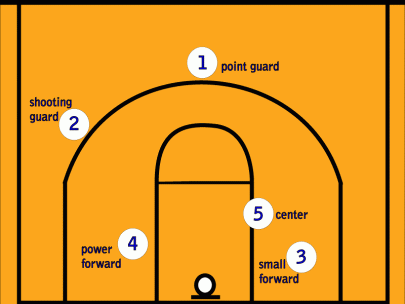 1
point guard
shooting
guard
2
5
center
4
power
forward
3
small
forward